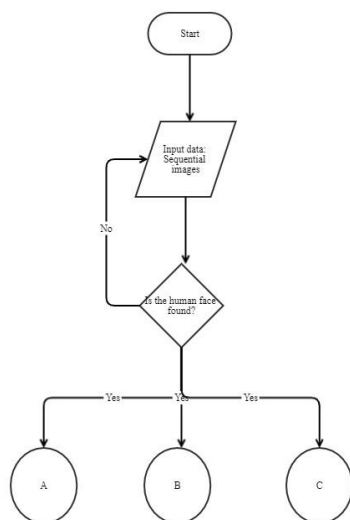 Start
Input data:
Sequential
images
No
Is the human face
found?
Yes
Yes
Yes
A
B
C